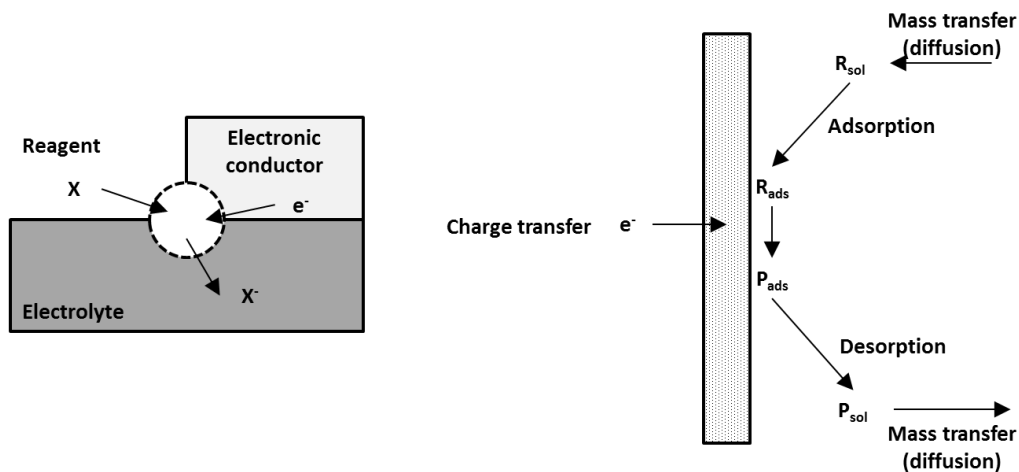 Reagent
X
Electronic
conductor
e-
X-
Electrolyte
Mass transfer
(diffusion)
Rsol
Adsorption
Rads
Charge transfer e-
Pads
Desorption
Psol
Mass transfer
(diffusion)